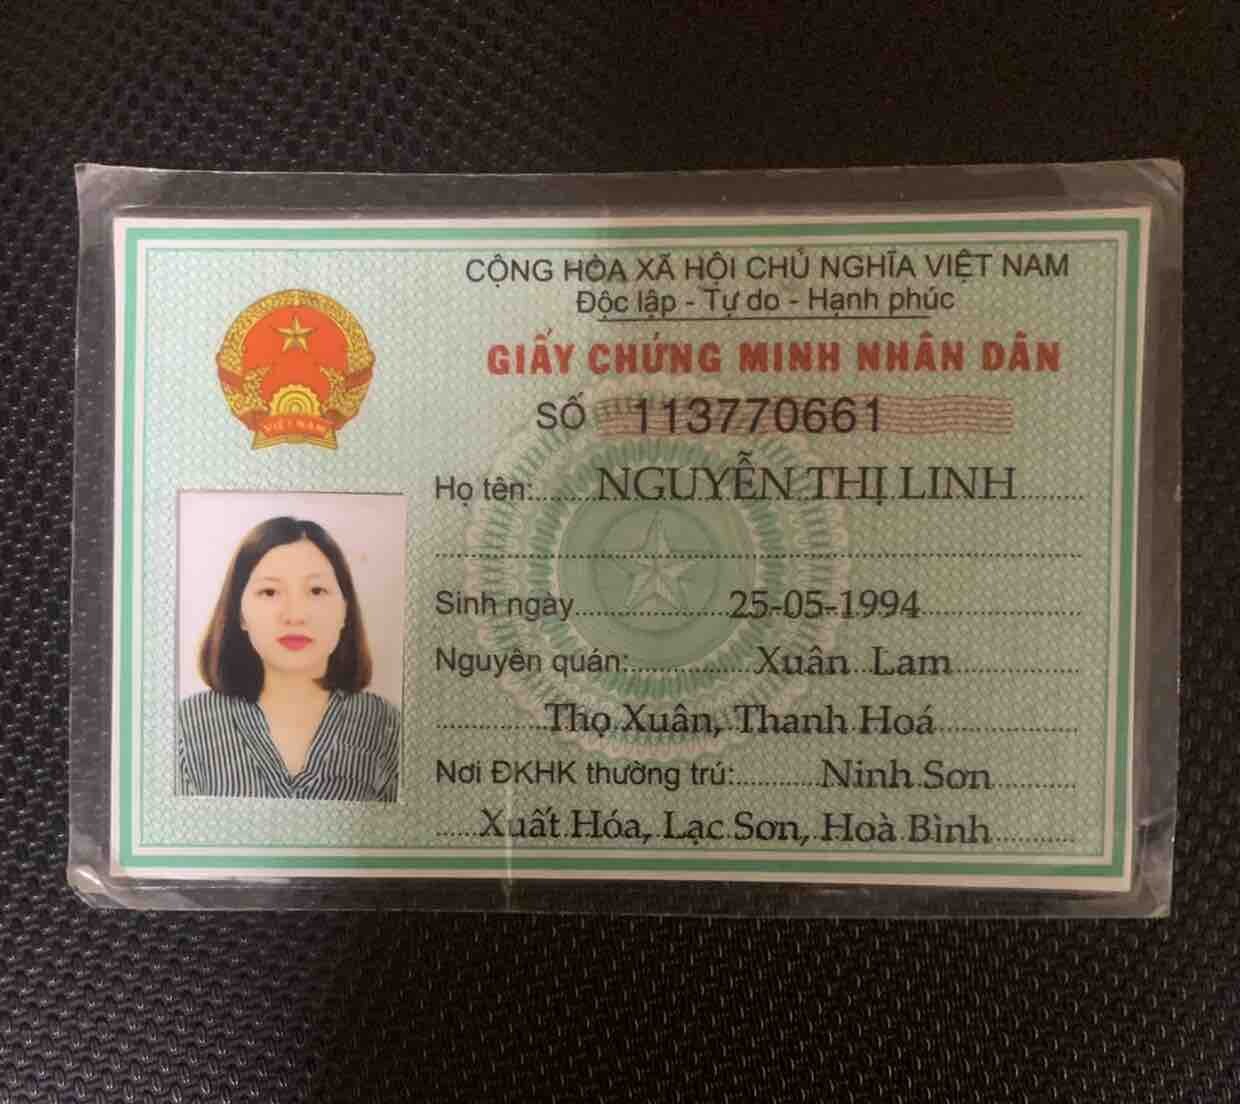 CỘNG HÒA XÃ HỘI CHỦ NGHĨA VIỆT NAM
Độc lập - Tự do - Hạnh phúc
GIẤY CHỨNG MINH NHÂN DÂN
SỐ 113770661
VIỆT NAM
Họ tên: NGUYỄN THỊ LINH
Sinh ngày 25-05-1994
Nguyên quán: Xuân Lam
Thọ Xuân, Thanh Hoá
Nơi ĐKHK thường trú: Ninh Sơn
Xuất Hóa, Lạc Sơn, Hoà Bình